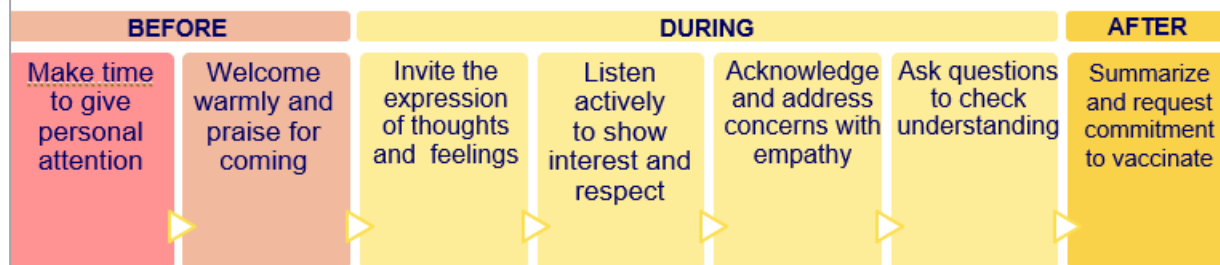 BEFORE
DURING
AFTER
Make time
to give
personal
attention
Welcome
warmly and
praise for
coming
Invite the
expression
of thoughts
and feelings
Listen
actively
to show
interest and
respect
Acknowledge
and address
concerns with
empathy
Ask questions
to check
understanding
Summarize
and request
commitment
to vaccinate